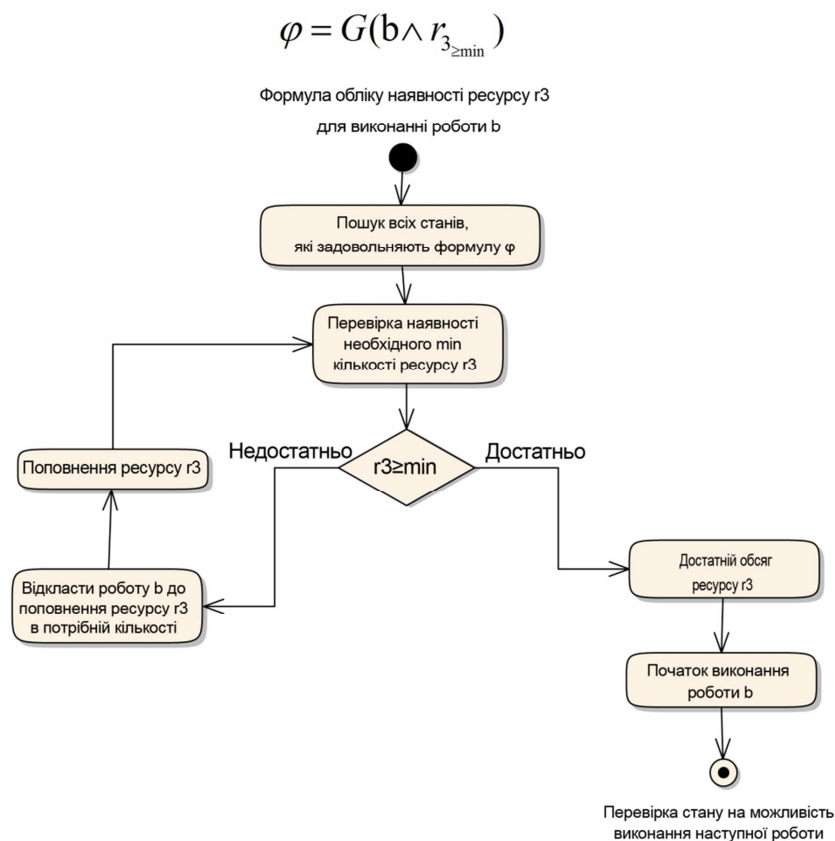 φ = G(b∧ r₃≥min )
Формула обліку наявності ресурсу r3
для виконанні роботи b
Пошук всіх станів,
які задовольняють формулу φ
Перевірка наявності
необхідного min
кількості ресурсу r3
Недостатньо
r3≥min
Достатньо
Поповнення ресурсу r3
Відкласти роботу b до
поповнення ресурсу r3
в потрібній кількості
Достатній обсяг
ресурсу r3
Початок виконання
роботи b
Перевірка стану на можливість
виконання наступної роботи